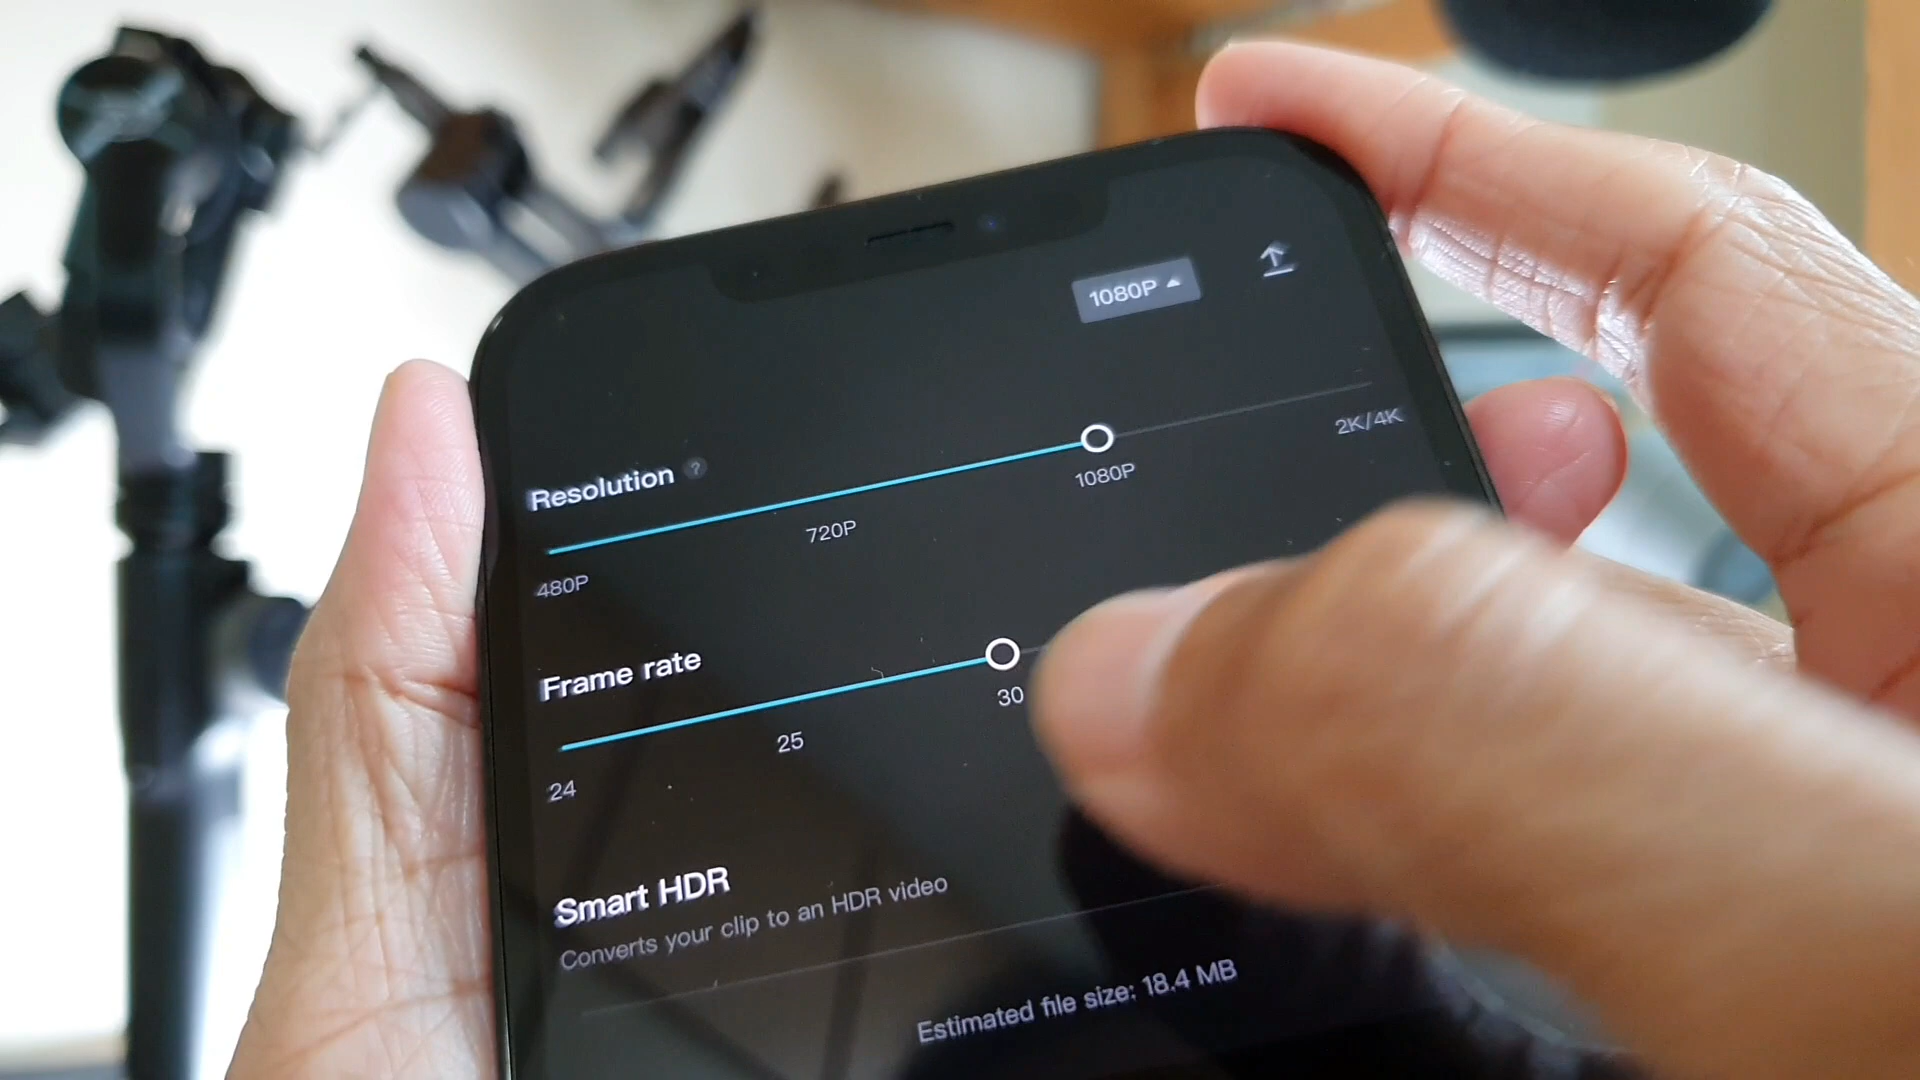 1080P
Resolution ?
480P 720P 1080P 2K/4K
Frame rate
24 25 30
Smart HDR
Converts your clip to an HDR video
Estimated file size: 18.4 MB